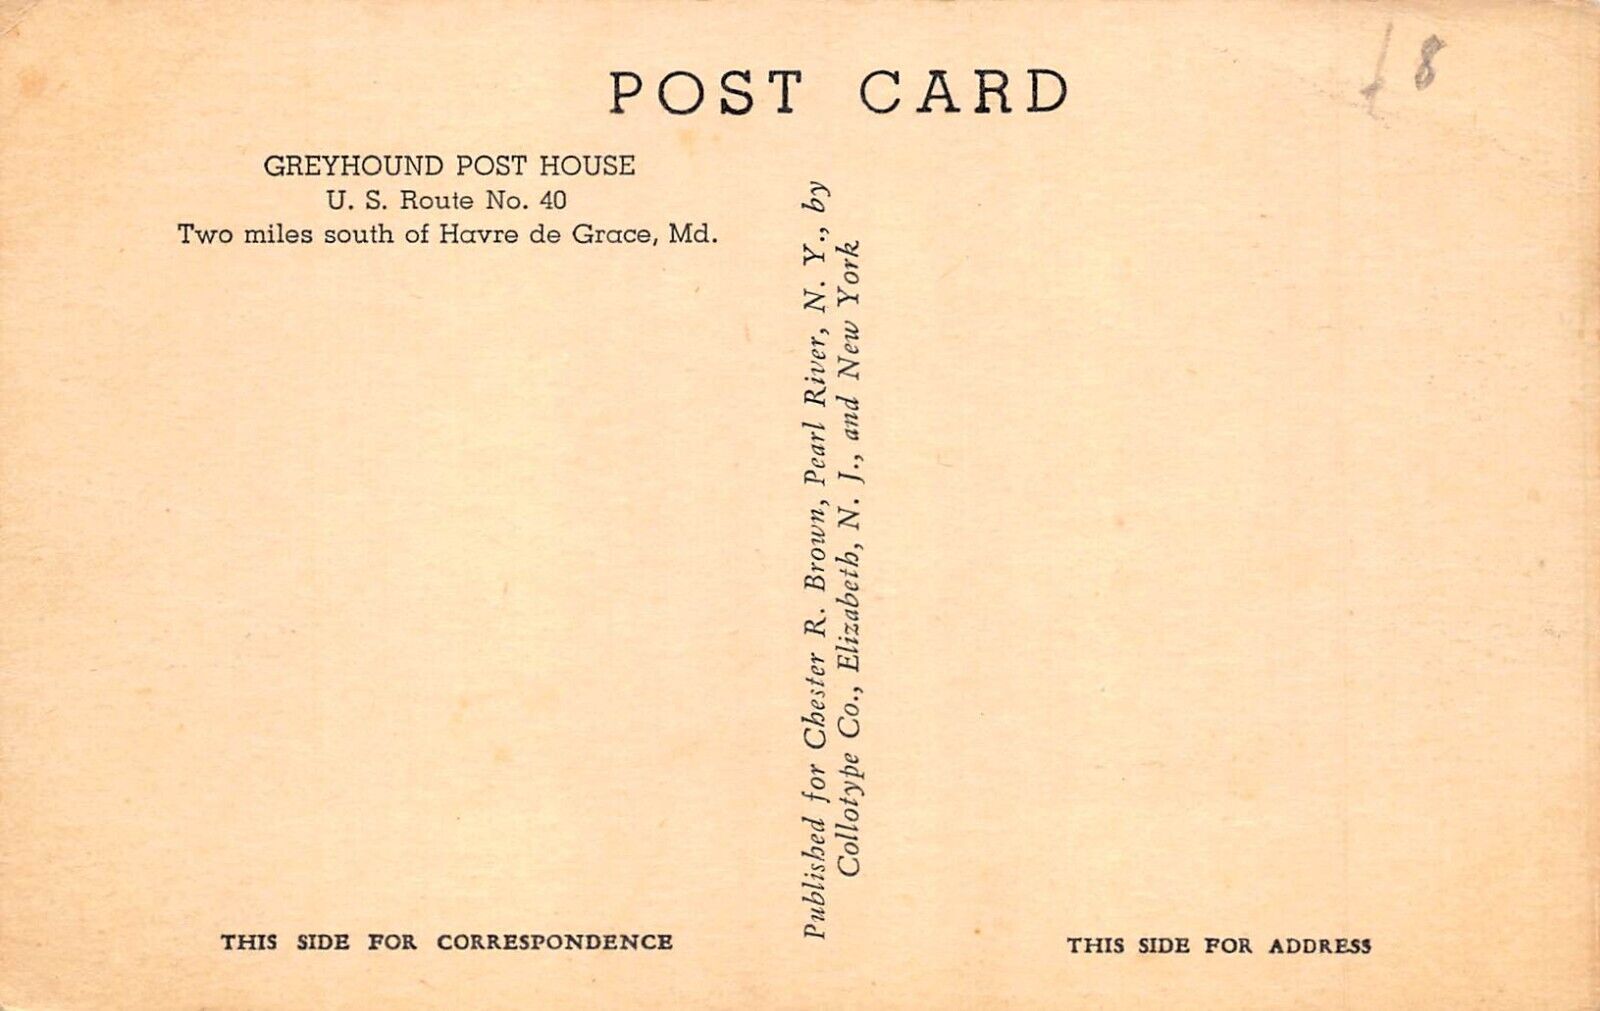 POST CARD
8
GREYHOUND POST HOUSE
U. S. Route No. 40
Two miles south of Havre de Grace, Md.
Published for Chester R. Brown, Pearl River, N. Y., by
Collotype Co., Elizabeth, N. J., and New York
THIS SIDE FOR CORRESPONDENCE
THIS SIDE FOR ADDRESS